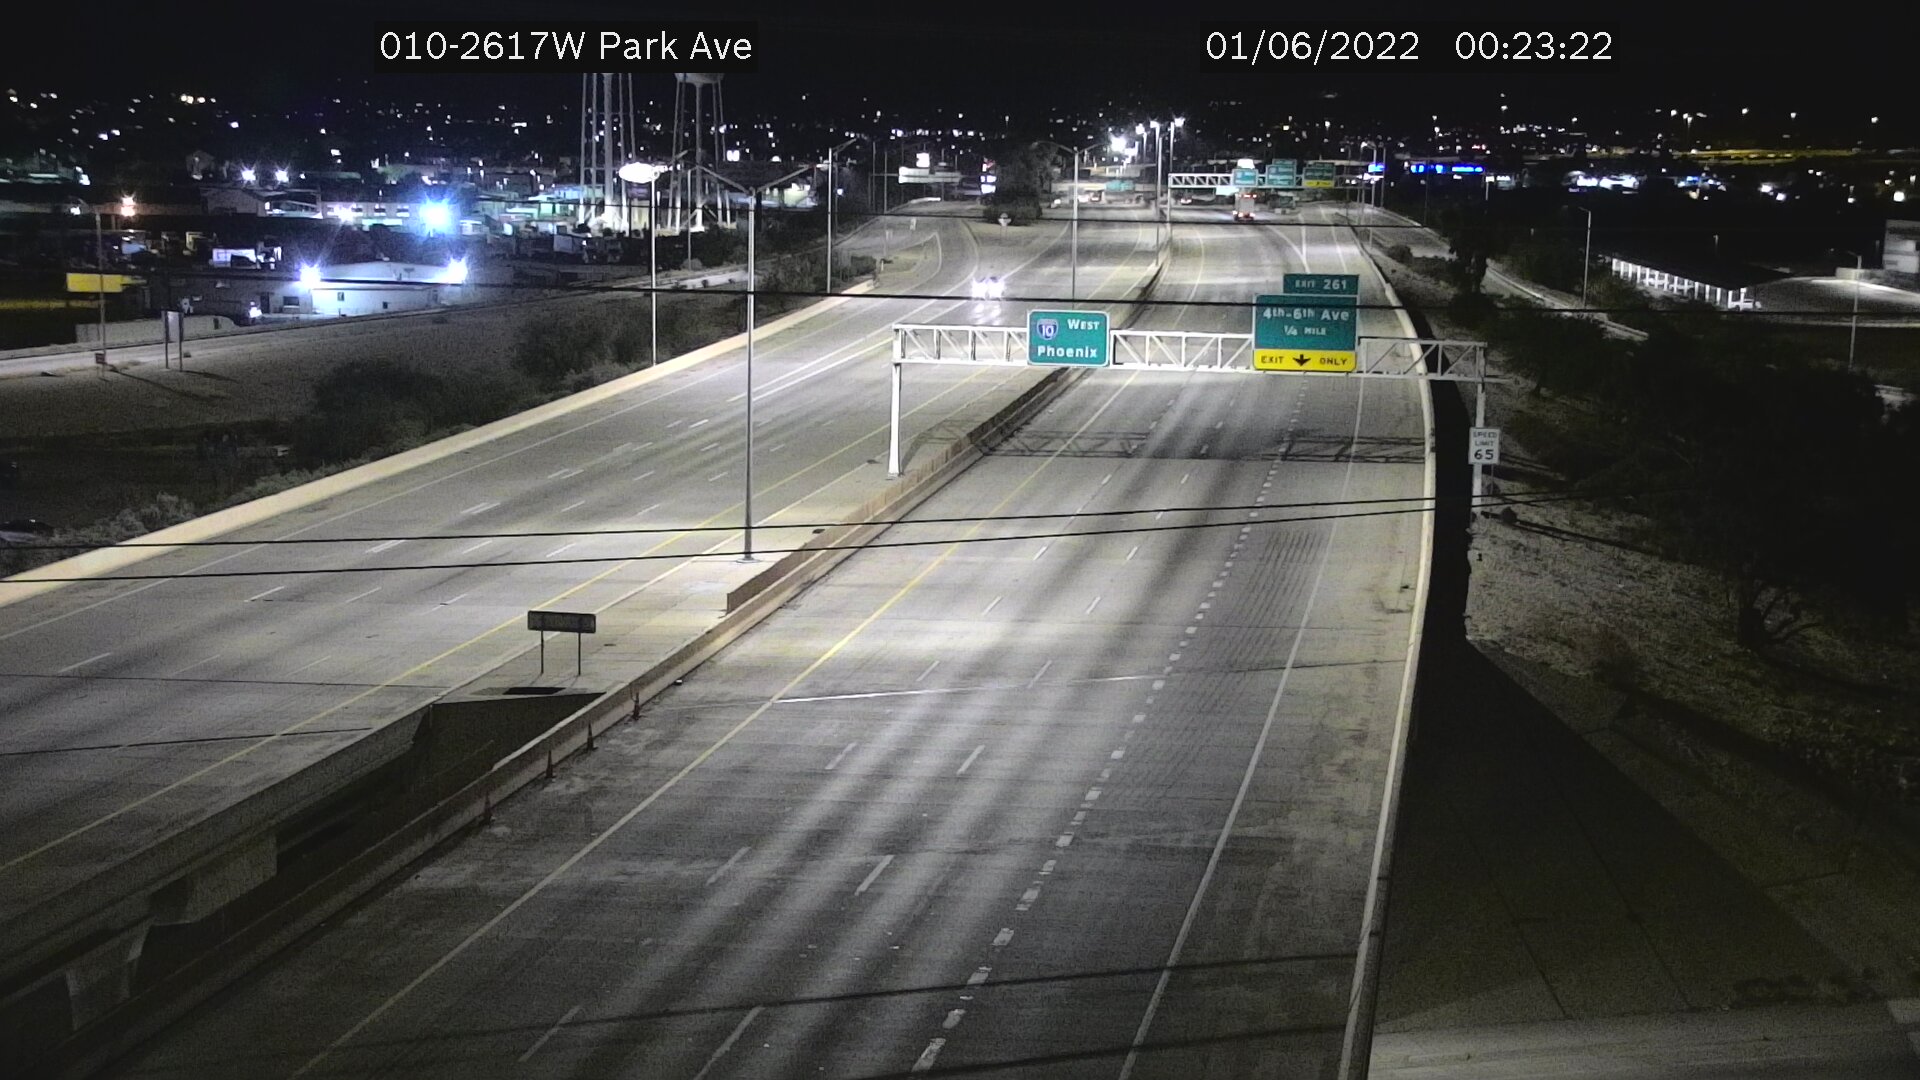 010-2617W Park Ave
01/06/2022 00:23:22
EXIT 261
4th-6th Ave
1/4 MILE
EXIT ONLY
WEST
10
Phoenix
SPEED
LIMIT
65